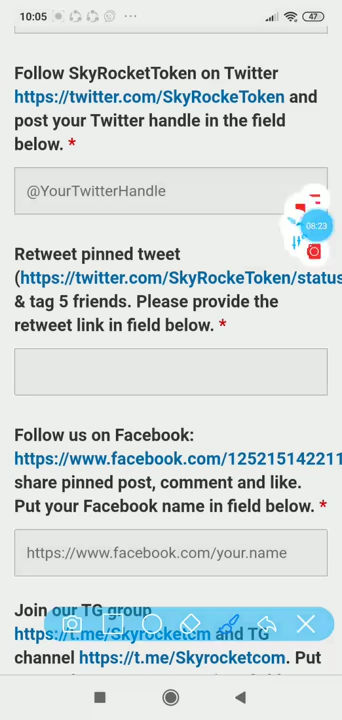 10:05
47
Follow SkyRocketToken on Twitter
https://twitter.com/SkyRockeToken and
post your Twitter handle in the field
below. *
@YourTwitterHandle
08:23
Retweet pinned tweet
(https://twitter.com/SkyRockeToken/status
& tag 5 friends. Please provide the
retweet link in field below. *
Follow us on Facebook:
https://www.facebook.com/125215142211
share pinned post, comment and like.
Put your Facebook name in field below. *
https://www.facebook.com/your.name
Join our TG group
https://t.me/Skyrocketcm and TG
channel https://t.me/Skyrocketcom. Put